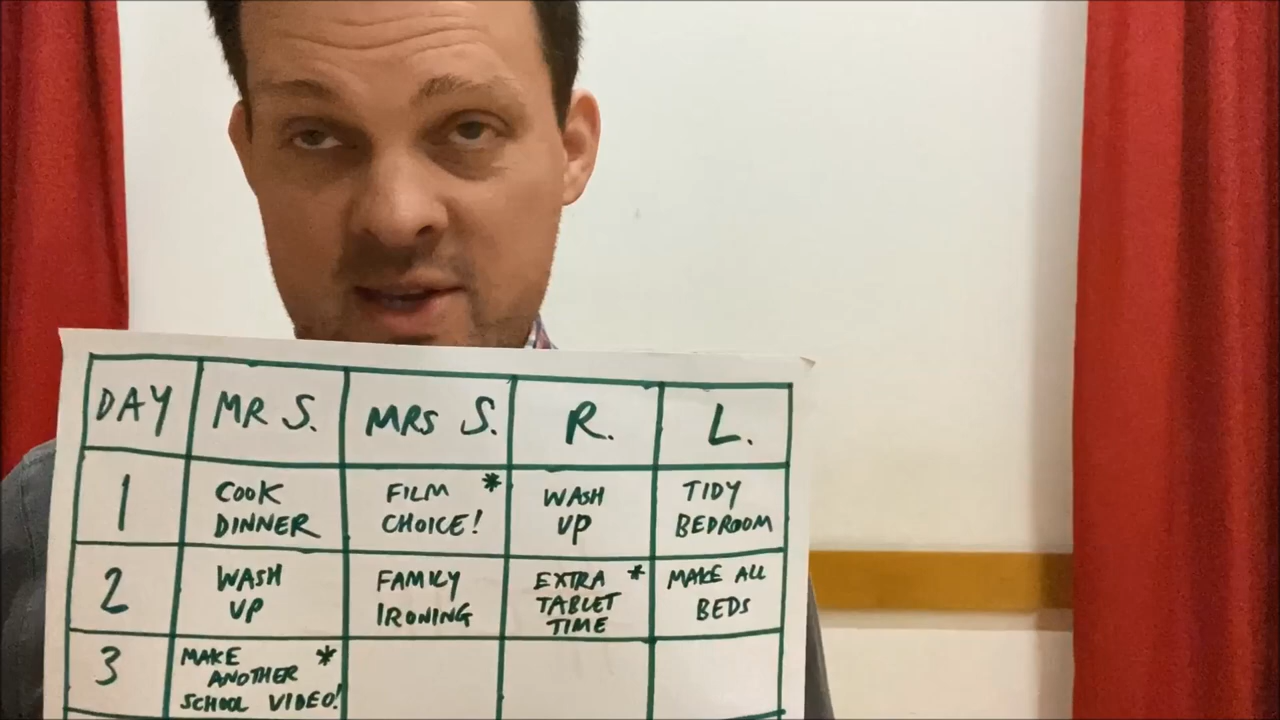 DAY MR S. MRS S. R. L.
1 COOK DINNER FILM CHOICE! * WASH UP TIDY BEDROOM
2 WASH UP FAMILY IRONING EXTRA * TABLET TIME MAKE ALL BEDS
3 MAKE * ANOTHER SCHOOL VIDEO!